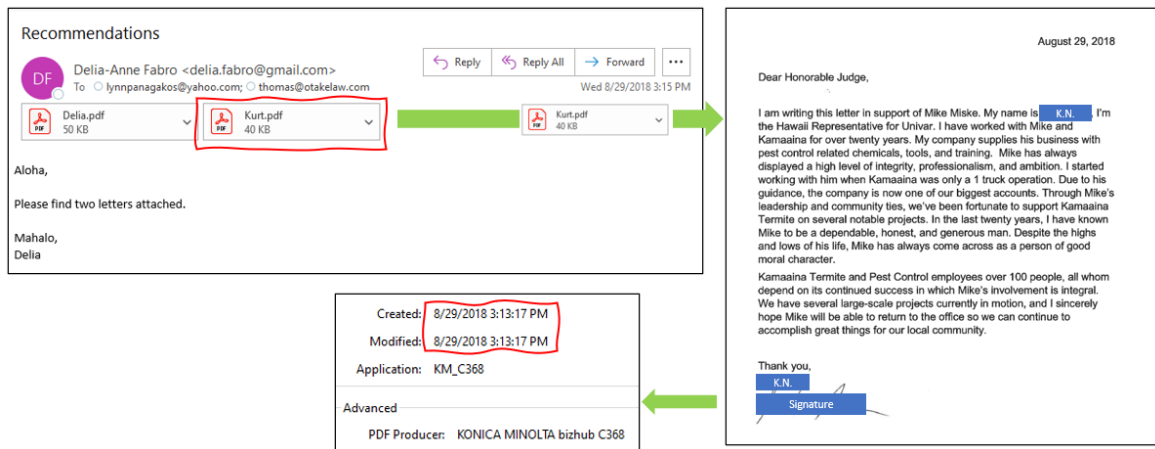 Recommendations
DF
Delia-Anne Fabro <delia.fabro@gmail.com>
To lynnpanagakos@yahoo.com; thomas@otakelaw.com
Reply
Reply All
Forward
...
Wed 8/29/2018 3:15 PM
PDF
Delia.pdf
50 KB
PDF
Kurt.pdf
40 KB
PDF
Kurt.pdf
40 KB
Aloha,
Please find two letters attached.
Mahalo,
Delia
Created: 8/29/2018 3:13:17 PM
Modified: 8/29/2018 3:13:17 PM
Application: KM_C368
Advanced
PDF Producer: KONICA MINOLTA bizhub C368
August 29, 2018
Dear Honorable Judge,
I am writing this letter in support of Mike Miske. My name is K.N. , I'm
the Hawaii Representative for Univar. I have worked with Mike and
Kamaaina for over twenty years. My company supplies his business with
pest control related chemicals, tools, and training. Mike has always
displayed a high level of integrity, professionalism, and ambition. I started
working with him when Kamaaina was only a 1 truck operation. Due to his
guidance, the company is now one of our biggest accounts. Through Mike's
leadership and community ties, we've been fortunate to support Kamaaina
Termite on several notable projects. In the last twenty years, I have known
Mike to be a dependable, honest, and generous man. Despite the highs
and lows of his life, Mike has always come across as a person of good
moral character.
Kamaaina Termite and Pest Control employees over 100 people, all whom
depend on its continued success in which Mike's involvement is integral.
We have several large-scale projects currently in motion, and I sincerely
hope Mike will be able to return to the office so we can continue to
accomplish great things for our local community.
Thank you,
K.N.
Signature